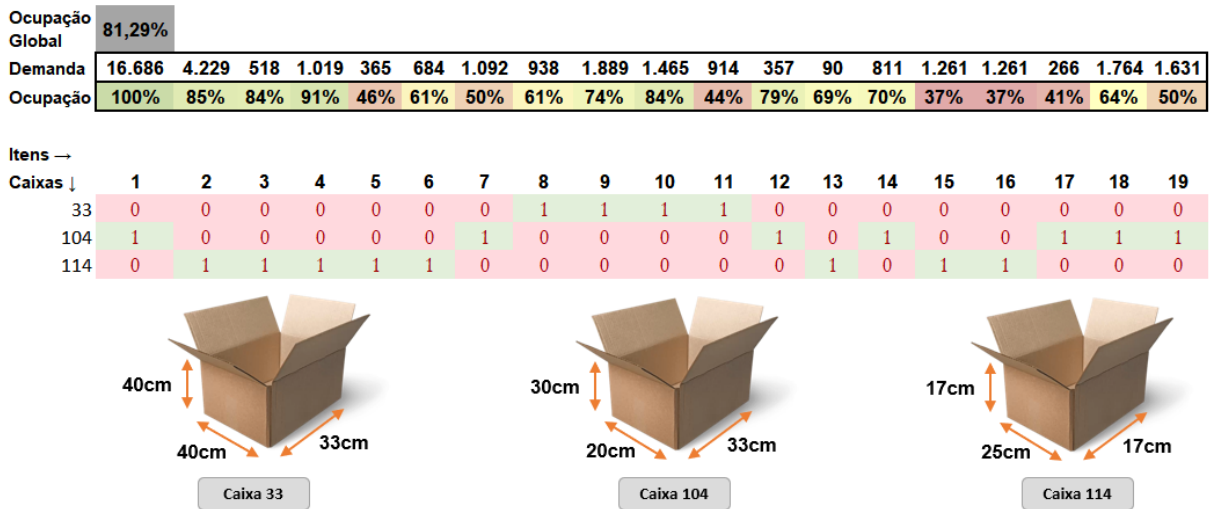 Ocupação Global 81,29%
Demanda 16.686 4.229 518 1.019 365 684 1.092 938 1.889 1.465 914 357 90 811 1.261 1.261 266 1.764 1.631
Ocupação 100% 85% 84% 91% 46% 61% 50% 61% 74% 84% 44% 79% 69% 70% 37% 37% 41% 64% 50%
Itens →
Caixas ↓ 1 2 3 4 5 6 7 8 9 10 11 12 13 14 15 16 17 18 19
33 0 0 0 0 0 0 0 1 1 1 1 0 0 0 0 0 0 0 0
104 1 0 0 0 0 0 1 0 0 0 0 1 0 1 0 0 1 1 1
114 0 1 1 1 1 1 0 0 0 0 0 0 1 0 1 1 0 0 0
40cm 30cm 17cm
40cm 33cm 20cm 33cm 25cm 17cm
Caixa 33 Caixa 104 Caixa 114